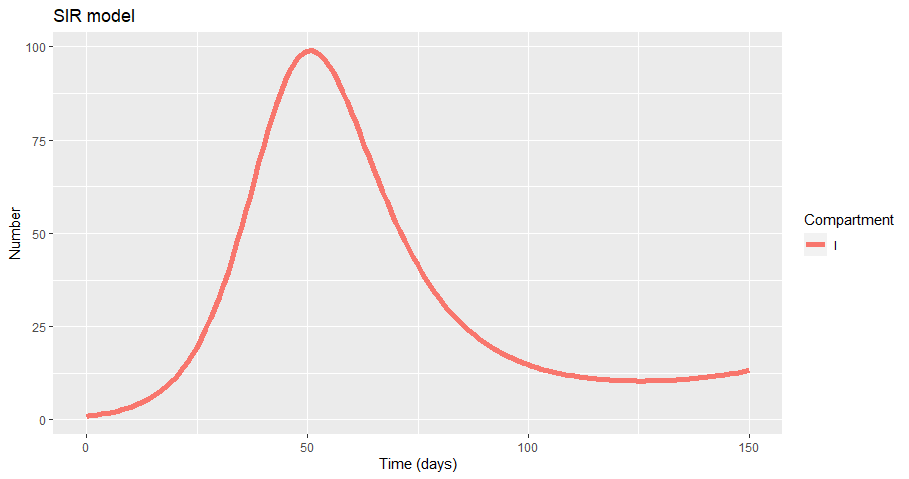 SIR model
100
75
50
25
0
Number
0 50 100 150
Time (days)
Compartment
I